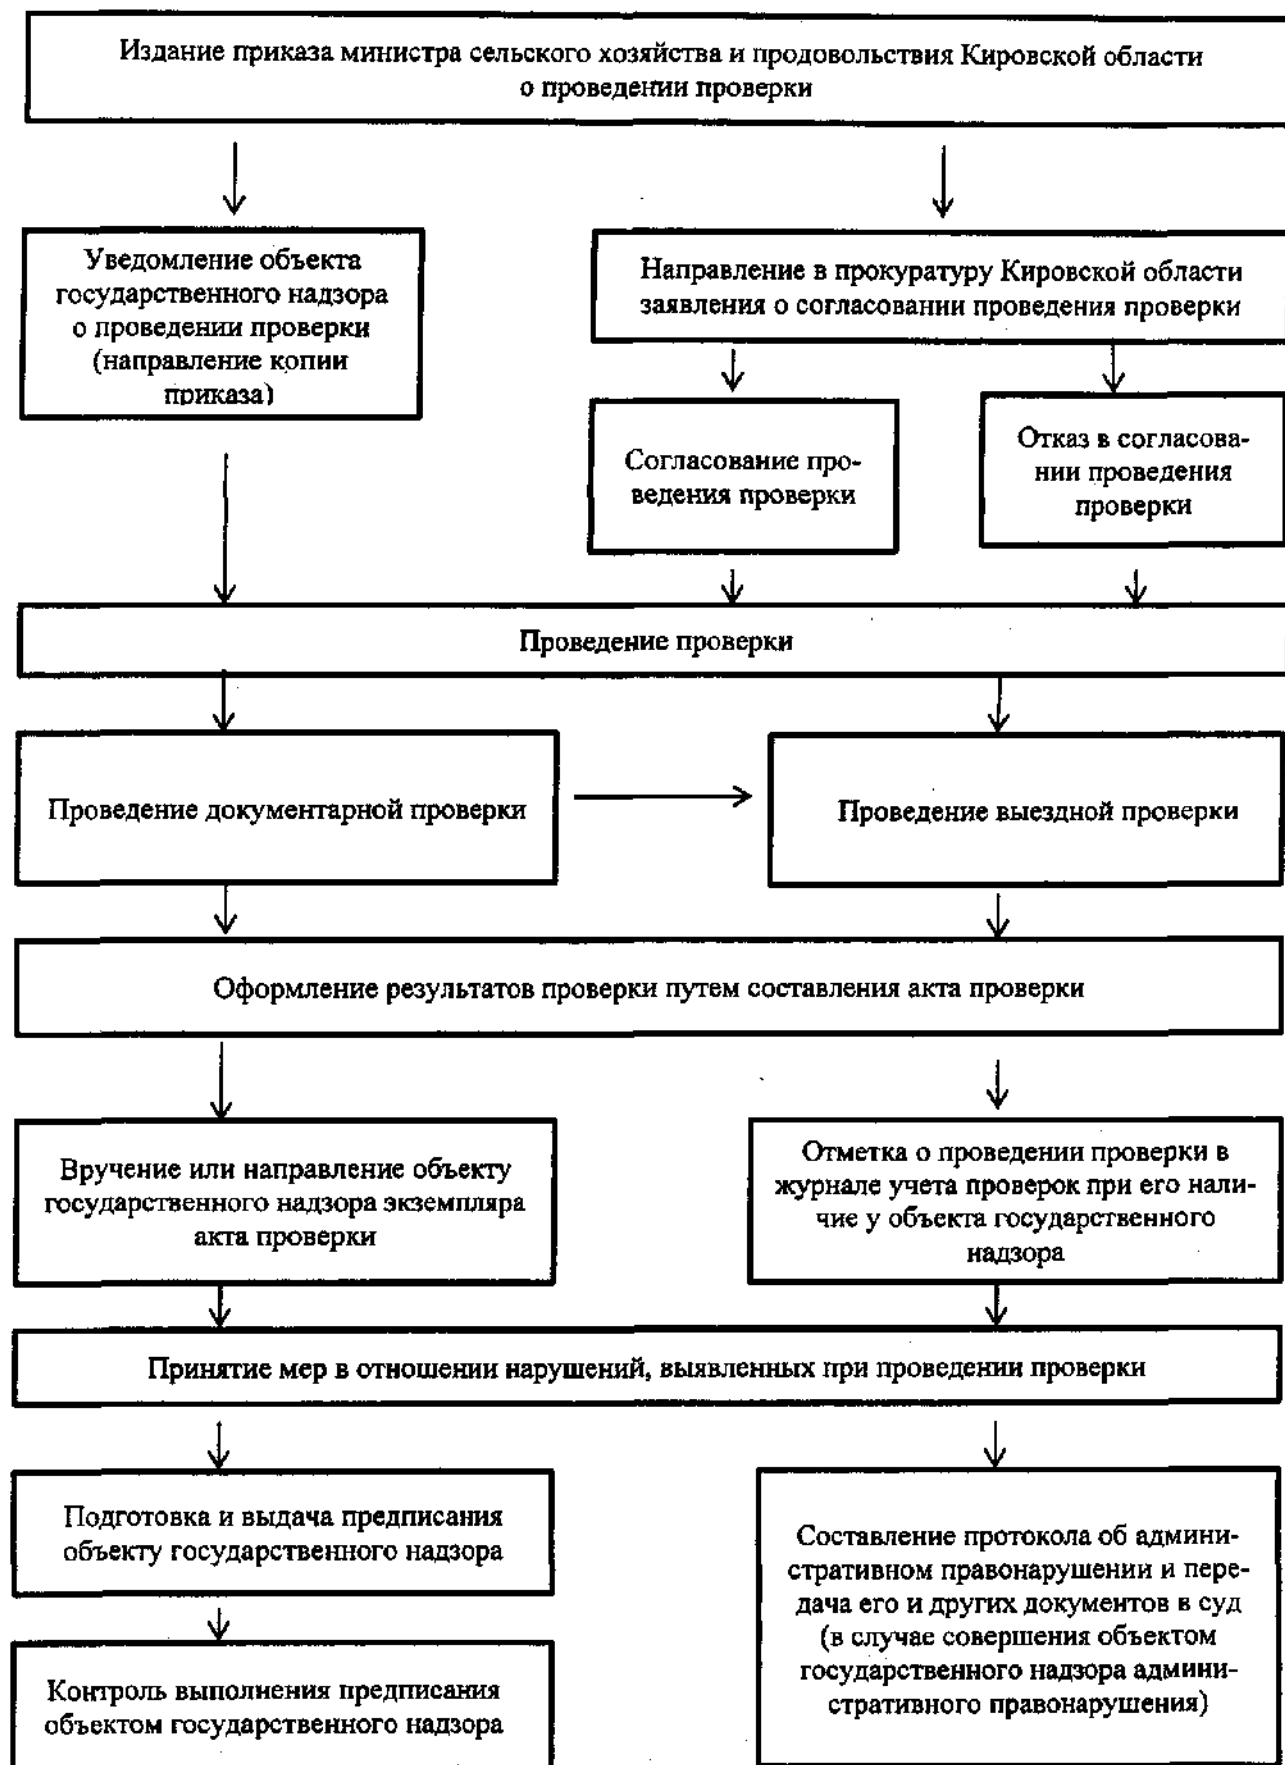 Издание приказа министра сельского хозяйства и продовольствия Кировской области
о проведении проверки
Уведомление объекта
государственного надзора
о проведении проверки
(направление копии
приказа)
Направление в прокуратуру Кировской области
заявления о согласовании проведения проверки
Согласование про-
ведения проверки
Отказ в согласова-
нии проведения
проверки
Проведение проверки
Проведение документарной проверки
Проведение выездной проверки
Оформление результатов проверки путем составления акта проверки
Вручение или направление объекту
государственного надзора экземпляра
акта проверки
Отметка о проведении проверки в
журнале учета проверок при его нали-
чие у объекта государственного
надзора
Принятие мер в отношении нарушений, выявленных при проведении проверки
Подготовка и выдача предписания
объекту государственного надзора
Контроль выполнения предписания
объектом государственного надзора
Составление протокола об админи-
стративном правонарушении и пере-
дача его и других документов в суд
(в случае совершения объектом
государственного надзора админи-
стративного правонарушения)